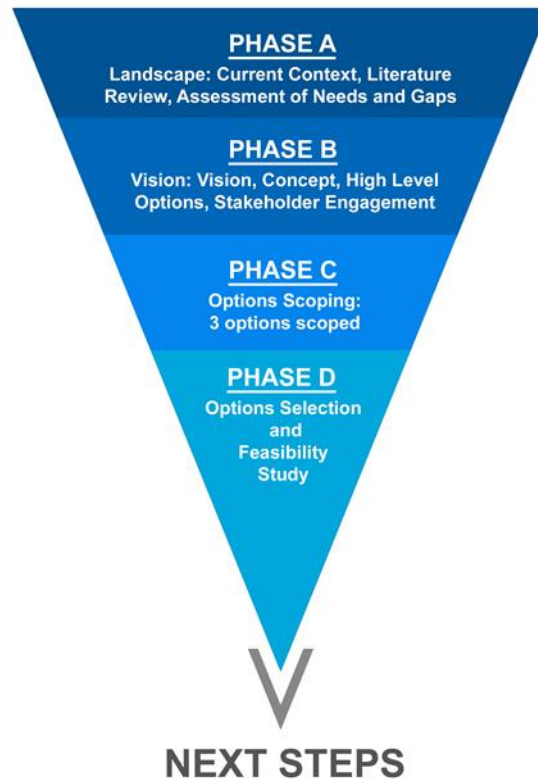 PHASE A
Landscape: Current Context, Literature
Review, Assessment of Needs and Gaps
PHASE B
Vision: Vision, Concept, High Level
Options, Stakeholder Engagement
PHASE C
Options Scoping:
3 options scoped
PHASE D
Options Selection
and
Feasibility
Study
NEXT STEPS